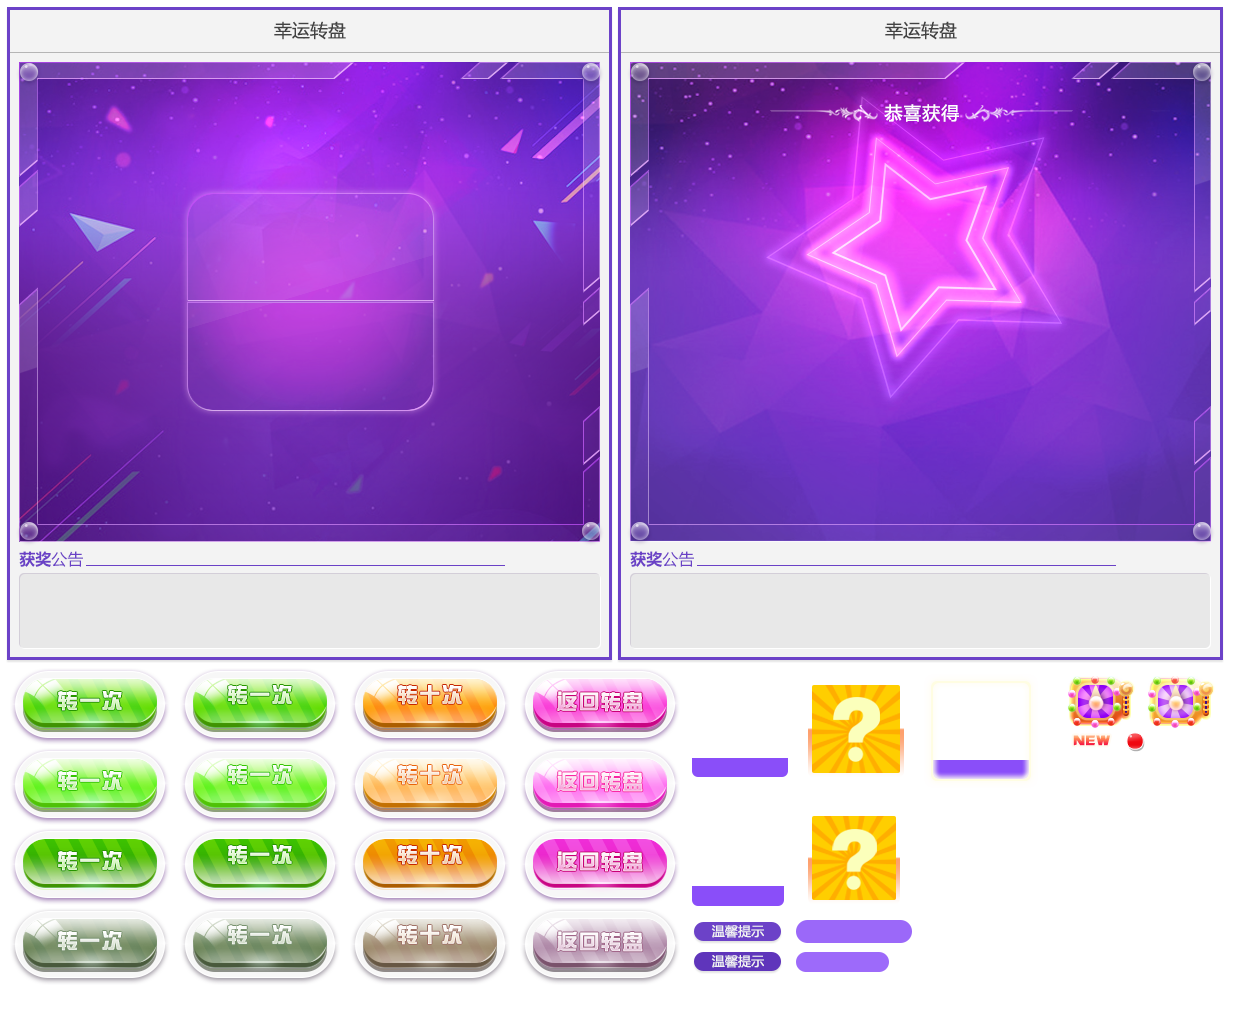 幸运转盘
幸运转盘
恭喜获得
获奖公告
获奖公告
转一次
转一次
转十次
返回转盘
转一次
转一次
转十次
返回转盘
转一次
转一次
转十次
返回转盘
转一次
转一次
转十次
返回转盘
?
NEW
?
温馨提示
温馨提示